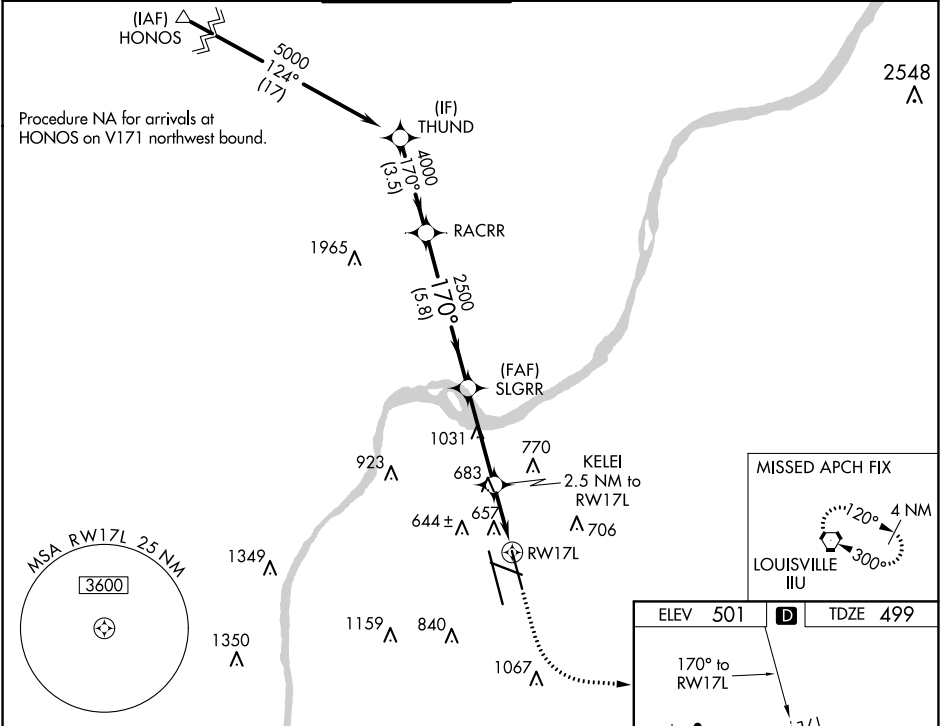 (IAF)
HONOS
5000
124°
(17)
2548
Procedure NA for arrivals at
HONOS on V171 northwest bound.
(IF)
THUND
4000
170°
(3.5)
RACRR
1965
2500
170°
(5.8)
(FAF)
SLGRR
1031
770
923
683
KELEI
2.5 NM to
RW17L
644 ±
657
706
RW17L
MISSED APCH FIX
120°
4 NM
300°
LOUISVILLE
IIU
MSA RW17L 25 NM
3600
1349
1350
1159
840
1067
ELEV 501
D
TDZE 499
170° to
RW17L